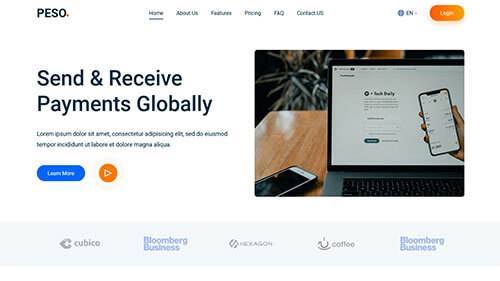 PESO.
Home
About Us
Features
Pricing
FAQ
Contact US
EN
Login
Send & Receive
Payments Globally
Lorem ipsum dolor sit amet, consectetur adipisicing elit, sed do eiusmod
tempor incididunt ut labore et dolore magna aliqua.
Learn More
< Tech Daily
cubico
Bloomberg
Business
HEXAGON
coffee
Bloomberg
Business